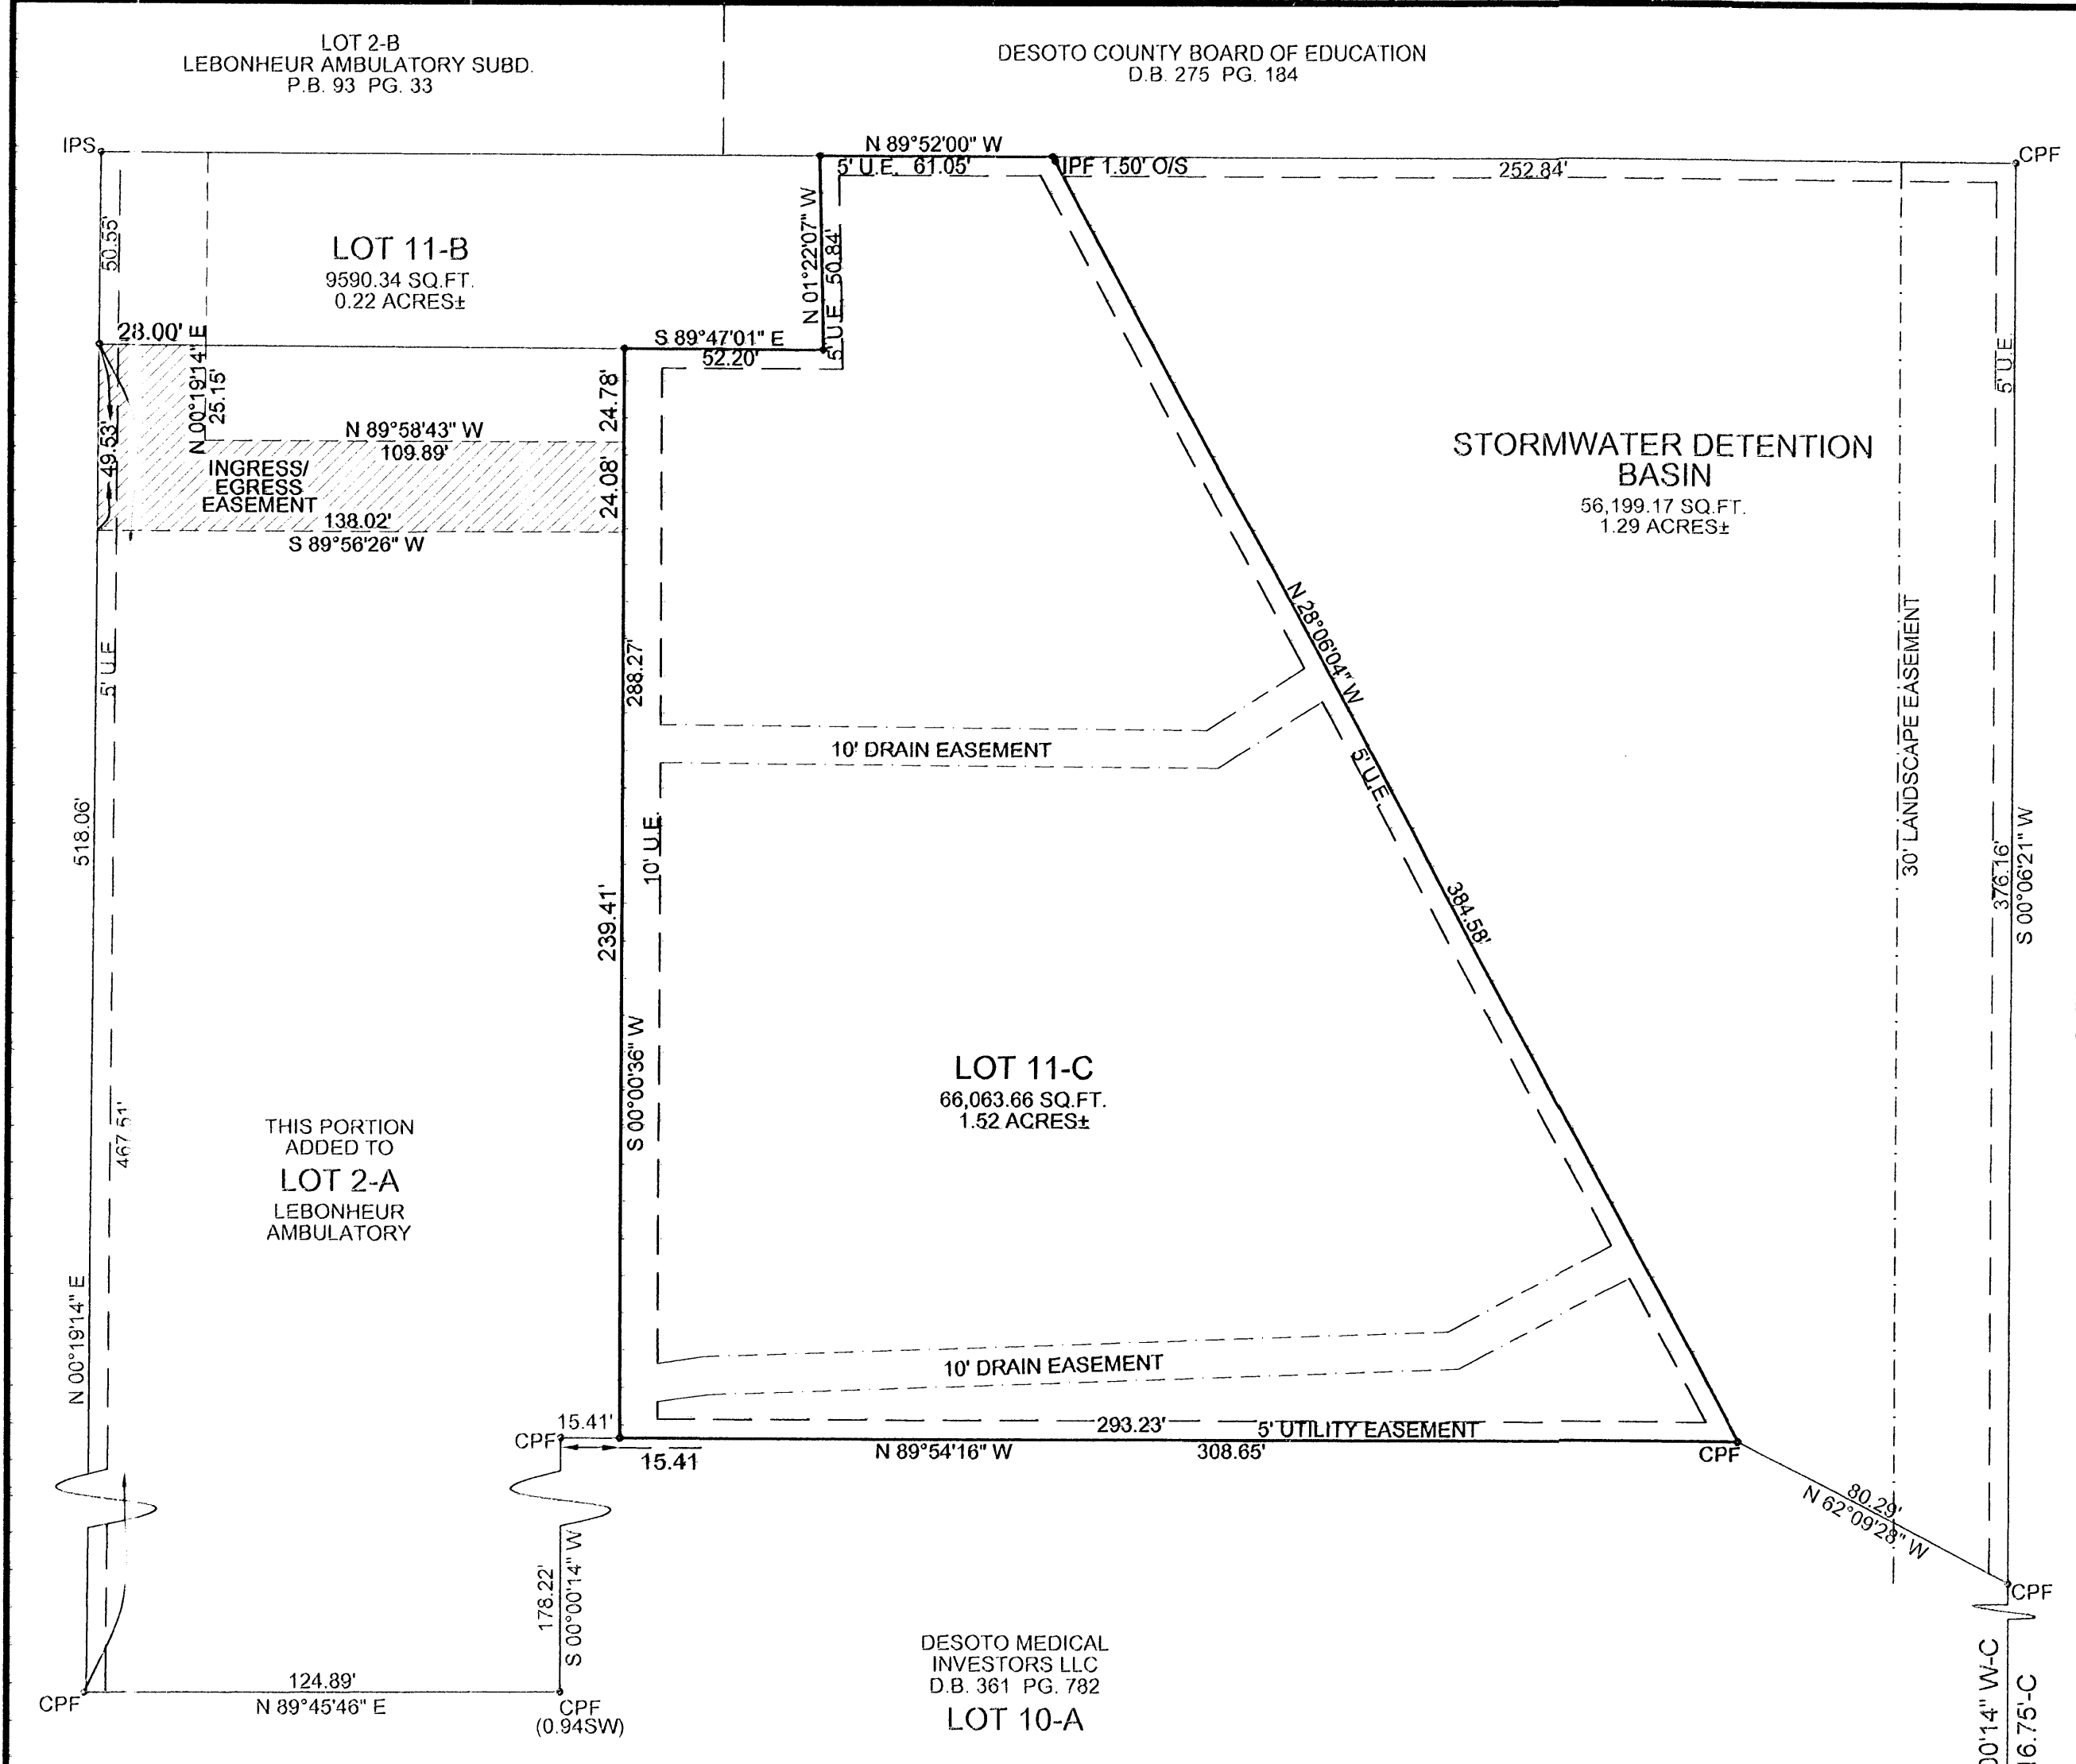 LOT 2-B
LEBONHEUR AMBULATORY SUBD.
P.B. 93 PG. 33
DESOTO COUNTY BOARD OF EDUCATION
D.B. 275 PG. 184
IPS
N 89°52'00" W
5' U.E. 61.05'
IPF 1.50' O/S
252.84'
CPF
50.55'
LOT 11-B
9590.34 SQ.FT.
0.22 ACRES±
N 01°22'07" W
5' U.E. 50.84'
28.00'
S 89°47'01" E
52.20'
N 00°19'14" E
25.15'
24.78'
5' U.E.
49.53'
N 89°58'43" W
109.89'
INGRESS/
EGRESS
EASEMENT
24.08'
138.02'
S 89°56'26" W
STORMWATER DETENTION
BASIN
56,199.17 SQ.FT.
1.29 ACRES±
5' U.E
288.27'
N 28°06'04" W
30' LANDSCAPE EASEMENT
10' DRAIN EASEMENT
5' U.E.
518.06'
10' U.E.
239.41'
384.58'
376.16'
S 00°06'21" W
S 00°00'36" W
LOT 11-C
66,063.66 SQ.FT.
1.52 ACRES±
467.51'
THIS PORTION
ADDED TO
LOT 2-A
LEBONHEUR
AMBULATORY
N 00°19'14" E
10' DRAIN EASEMENT
15.41'
CPF
15.41
293.23'
5' UTILITY EASEMENT
N 89°54'16" W
308.65'
CPF
80.29'
N 62°09'28" W
178.22'
S 00°00'14" W
CPF
DESOTO MEDICAL
INVESTORS LLC
D.B. 361 PG. 782
LOT 10-A
124.89'
CPF
N 89°45'46" E
CPF
(0.94SW)
00'14" W-C
6.75'-C